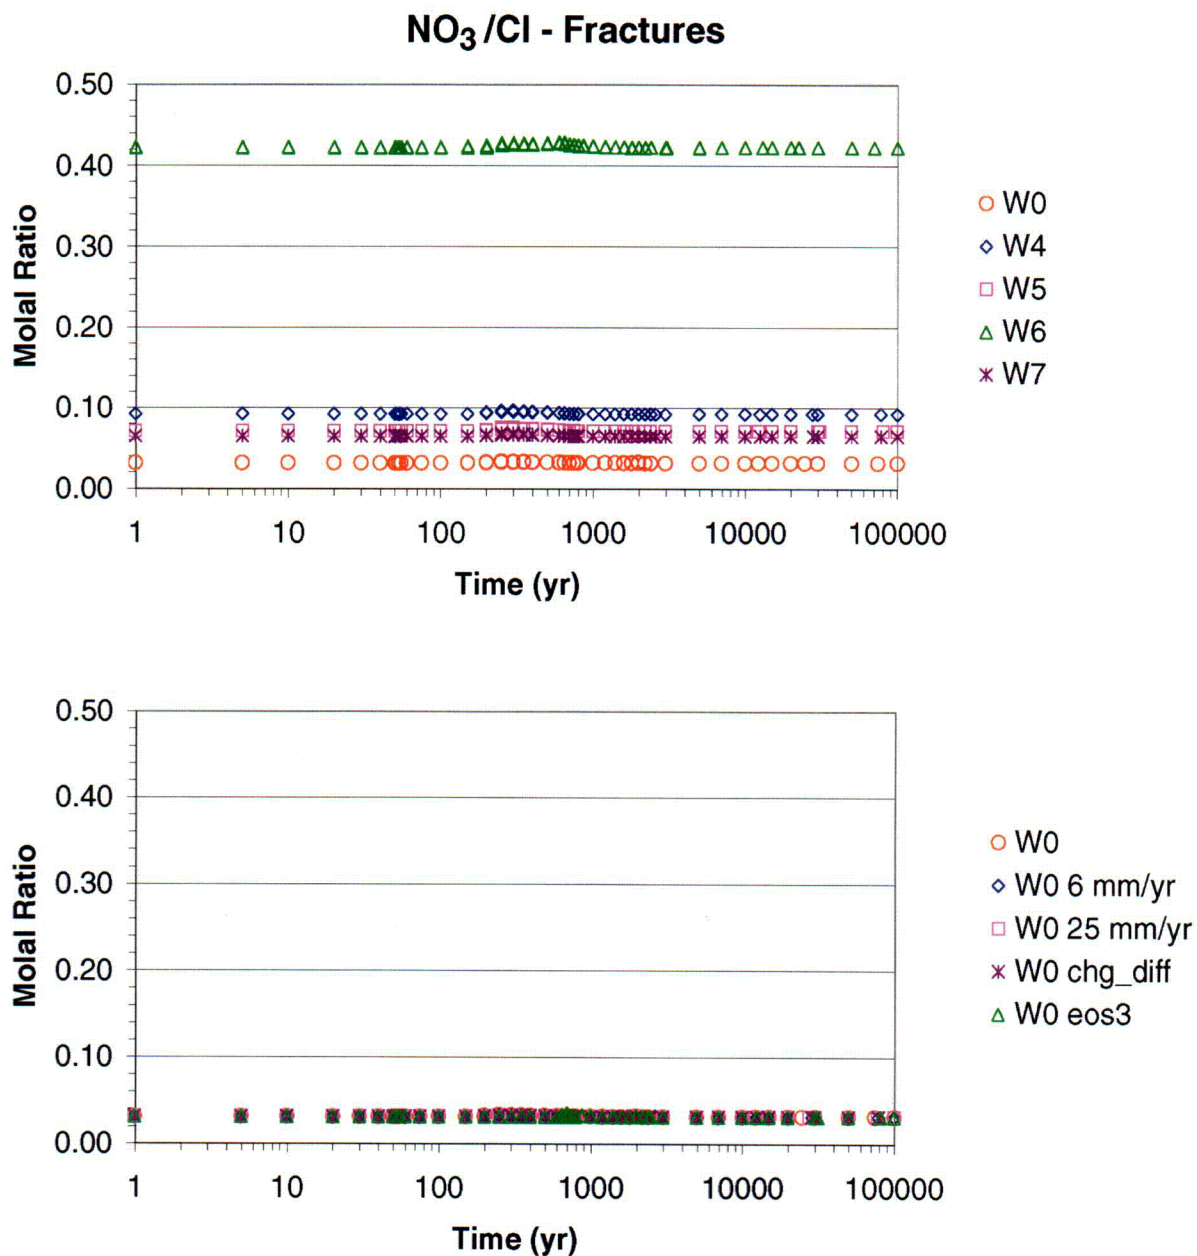 NO3 /Cl - Fractures
0.50
0.40
0.30
0.20
0.10
0.00
Molal Ratio
1 10 100 1000 10000 100000
Time (yr)
W0
W4
W5
W6
W7
0.50
0.40
0.30
0.20
0.10
0.00
Molal Ratio
1 10 100 1000 10000 100000
Time (yr)
W0
W0 6 mm/yr
W0 25 mm/yr
W0 chg_diff
W0 eos3